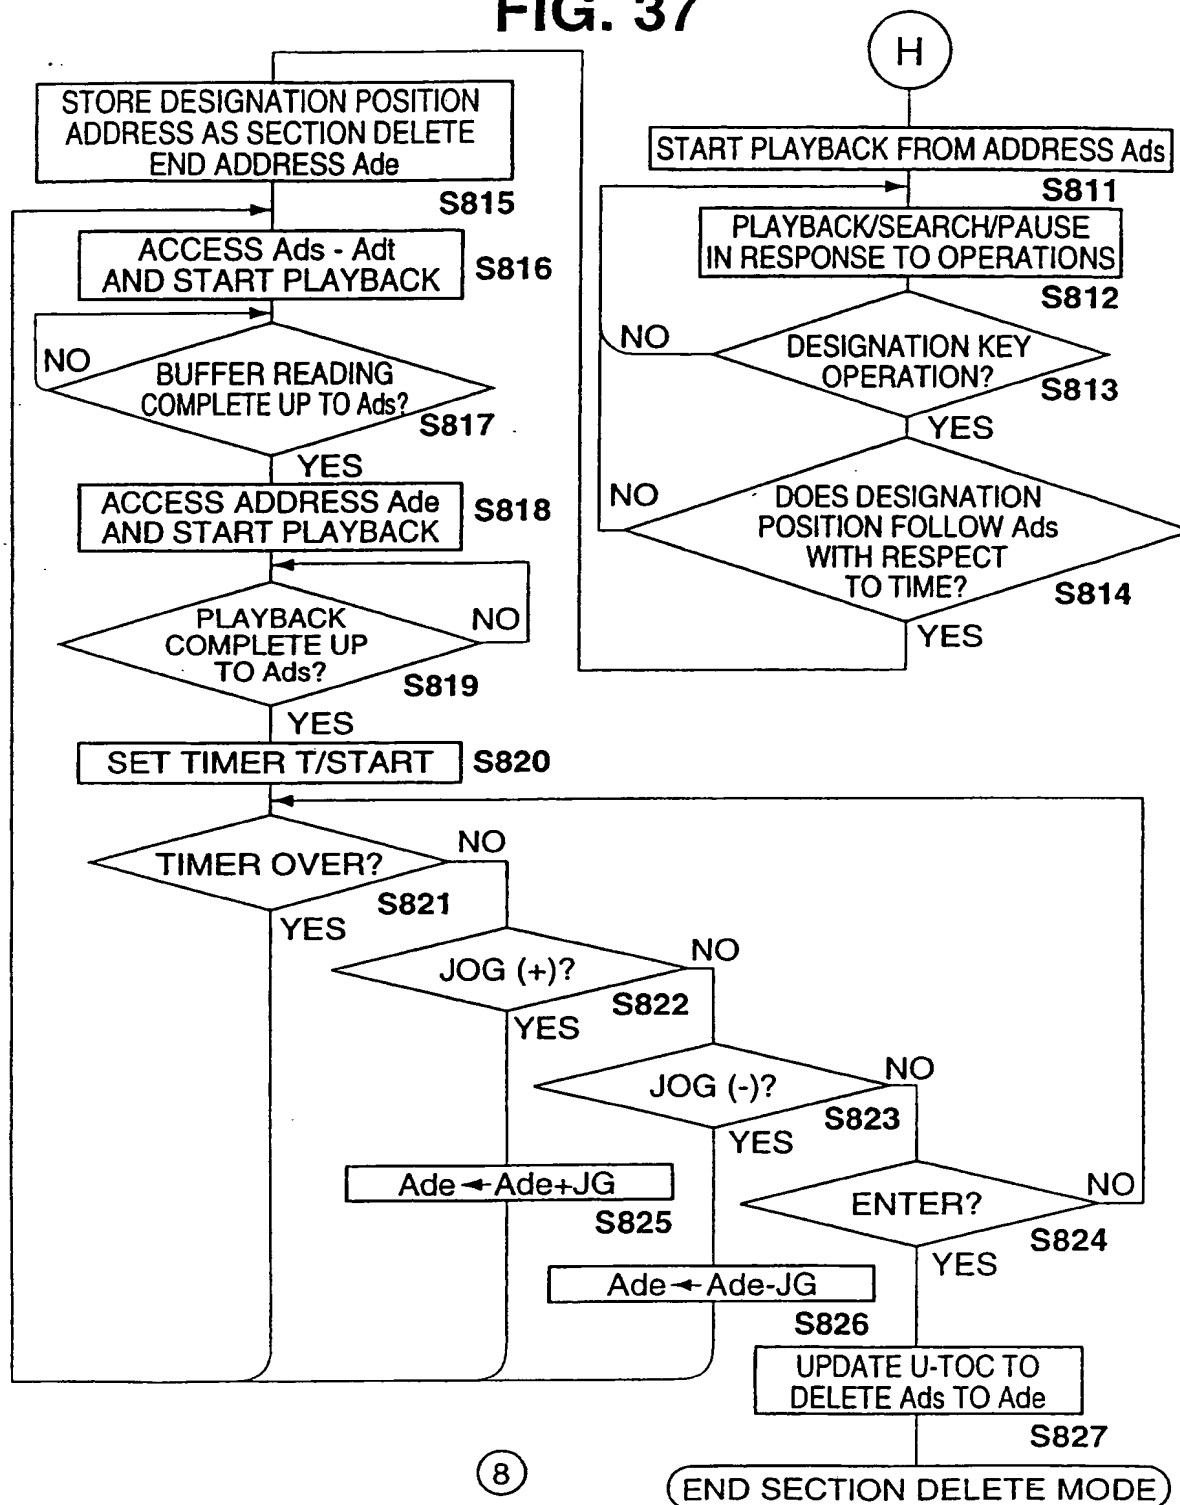 FIG. 37
H
START PLAYBACK FROM ADDRESS Ads
S811
PLAYBACK/SEARCH/PAUSE
IN RESPONSE TO OPERATIONS
S812
NO
DESIGNATION KEY
OPERATION?
S813
YES
NO
DOES DESIGNATION
POSITION FOLLOW Ads
WITH RESPECT
TO TIME?
S814
YES
STORE DESIGNATION POSITION
ADDRESS AS SECTION DELETE
END ADDRESS Ade
S815
ACCESS Ads - Adt
AND START PLAYBACK
S816
NO
BUFFER READING
COMPLETE UP TO Ads?
S817
YES
ACCESS ADDRESS Ade
AND START PLAYBACK
S818
PLAYBACK
COMPLETE UP
TO Ads?
NO
S819
YES
SET TIMER T/START
S820
TIMER OVER?
NO
S821
YES
JOG (+)?
NO
S822
YES
JOG (-)?
NO
S823
YES
Ade←Ade+JG
S825
ENTER?
NO
S824
YES
Ade←Ade-JG
S826
UPDATE U-TOC TO
DELETE Ads TO Ade
S827
8
END SECTION DELETE MODE